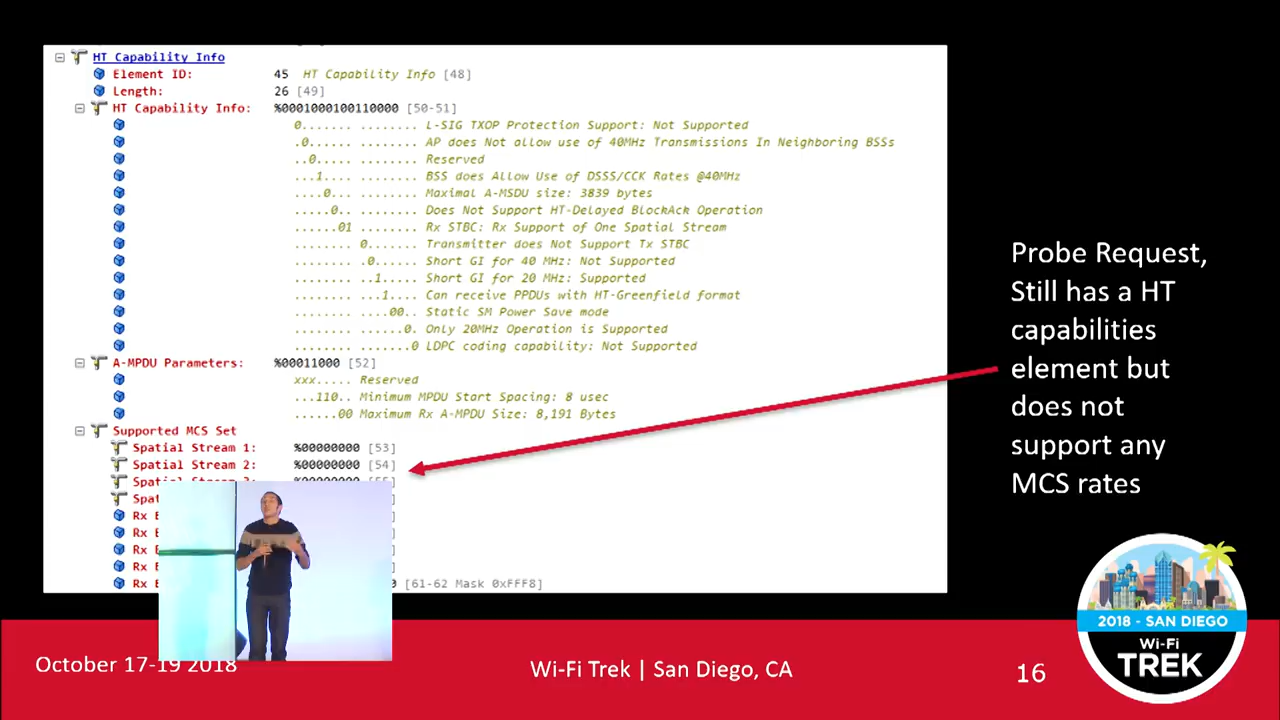 HT Capability Info
Element ID: 45 HT Capability Info [48]
Length: 26 [49]
HT Capability Info: %0001000100110000 [50-51]
0....... ........ L-SIG TXOP Protection Support: Not Supported
.0...... ........ AP does Not allow use of 40MHz Transmissions In Neighboring BSSs
..0..... ........ Reserved
...1.... ........ BSS does Allow Use of DSSS/CCK Rates @40MHz
....0... ........ Maximal A-MSDU size: 3839 bytes
.....0.. ........ Does Not Support HT-Delayed BlockAck Operation
......01 ........ Rx STBC: Rx Support of One Spatial Stream
........ 0....... Transmitter does Not Support Tx STBC
........ .0...... Short GI for 40 MHz: Not Supported
........ ..1..... Short GI for 20 MHz: Supported
........ ...1.... Can receive PPDUs with HT-Greenfield format
........ ....00.. Static SM Power Save mode
........ ......0. Only 20MHz Operation is Supported
........ .......0 LDPC coding capability: Not Supported
A-MPDU Parameters: %00011000 [52]
xxx..... Reserved
...110.. Minimum MPDU Start Spacing: 8 usec
......00 Maximum Rx A-MPDU Size: 8,191 Bytes
Supported MCS Set
Spatial Stream 1: %00000000 [53]
Spatial Stream 2: %00000000 [54]
[61-62 Mask 0xFFF8]
Probe Request,
Still has a HT
capabilities
element but
does not
support any
MCS rates
2018 - SAN DIEGO
Wi-Fi
TREK
October 17-19 2018
Wi-Fi Trek | San Diego, CA
16